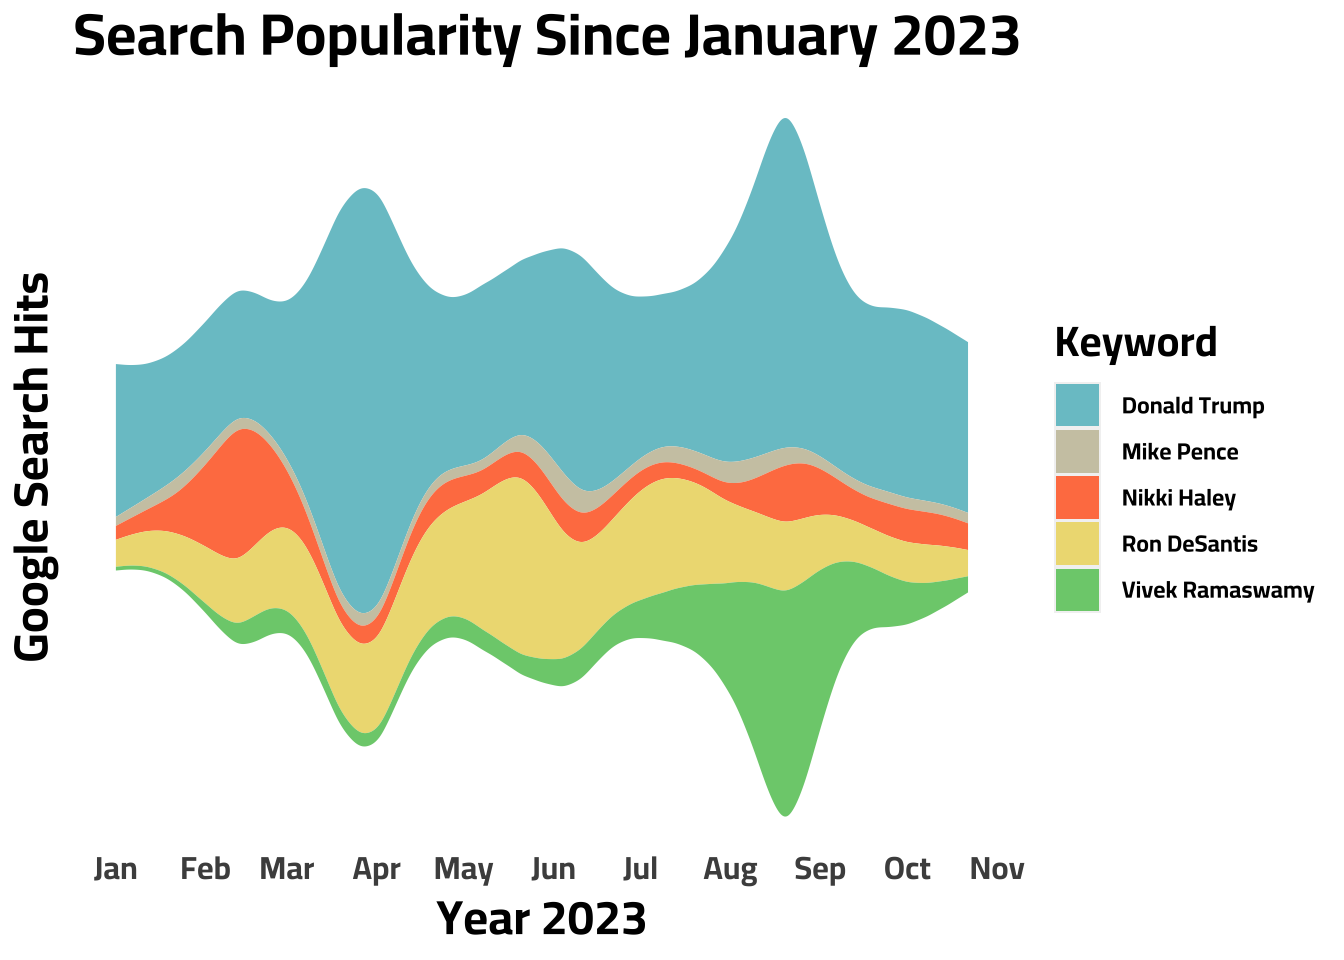 Search Popularity Since January 2023
Google Search Hits
Keyword
Donald Trump
Mike Pence
Nikki Haley
Ron DeSantis
Vivek Ramaswamy
Jan Feb Mar Apr May Jun Jul Aug Sep Oct Nov
Year 2023